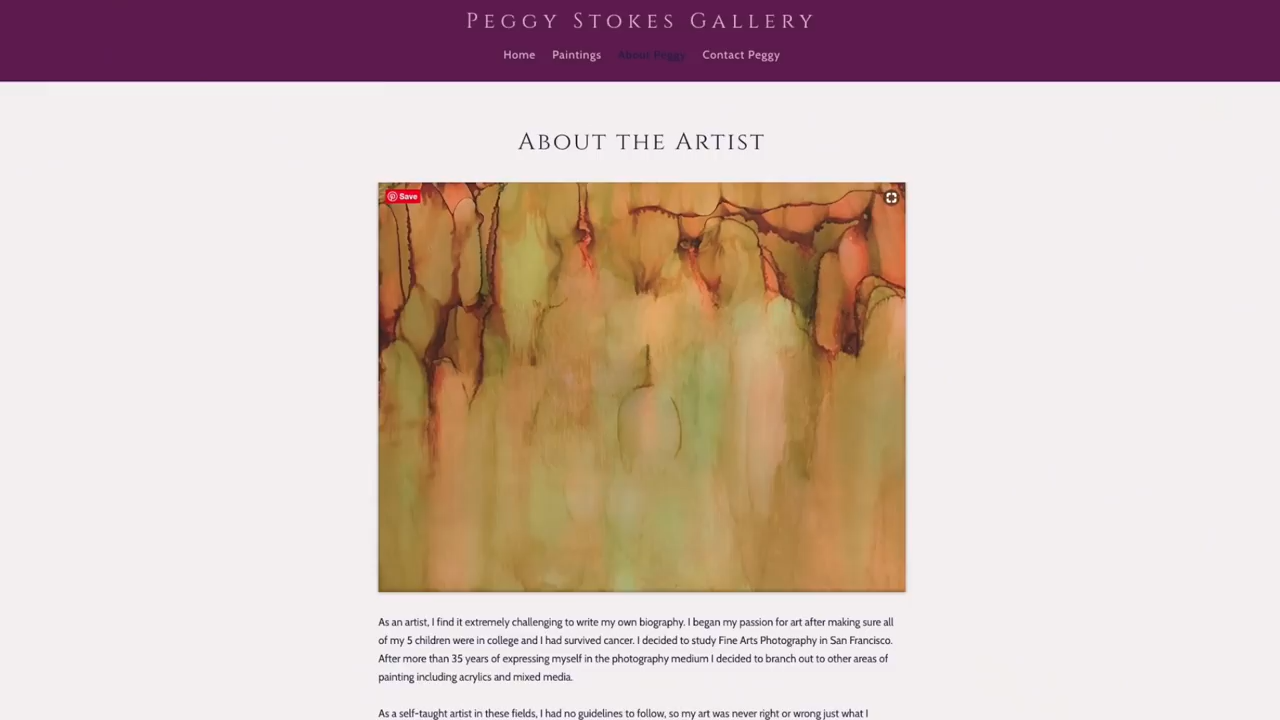 Peggy Stokes Gallery
Home Paintings About Peggy Contact Peggy
About the Artist
Save
As an artist, I find it extremely challenging to write my own biography. I began my passion for art after making sure all
of my 5 children were in college and I had survived cancer. I decided to study Fine Arts Photography in San Francisco.
After more than 35 years of expressing myself in the photography medium I decided to branch out to other areas of
painting including acrylics and mixed media.
As a self-taught artist in these fields, I had no guidelines to follow, so my art was never right or wrong just what I